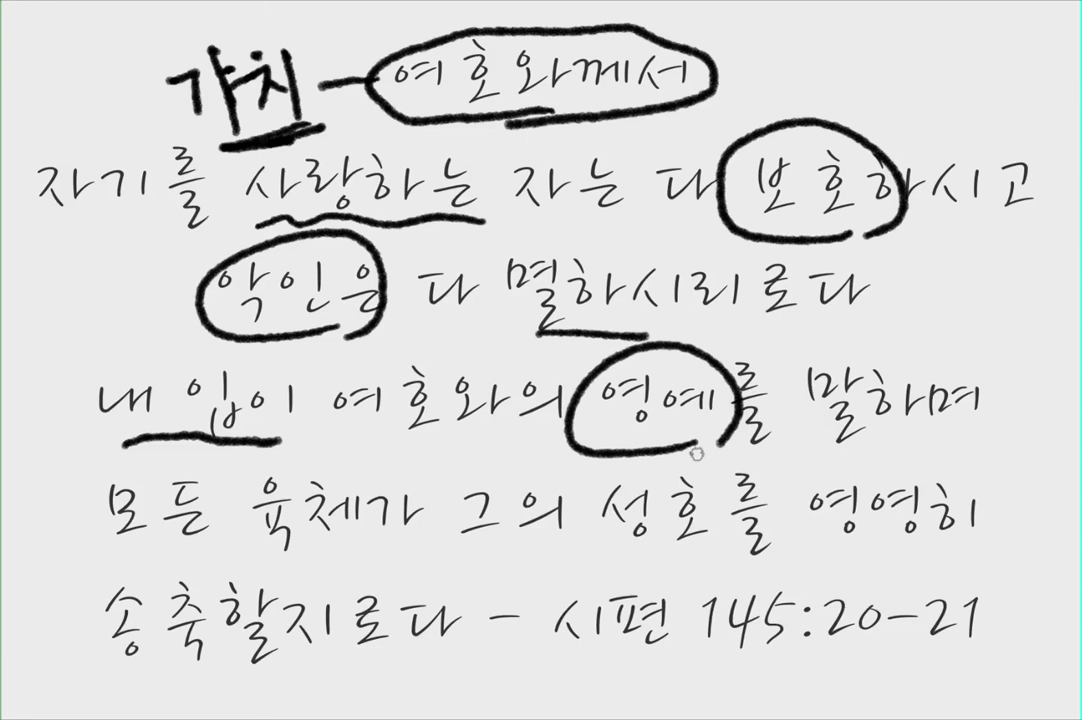 가치 - 여호와께서
자기를 사랑하는 자는 다 보호하시고
악인은 다 멸하시리로다
내 입이 여호와의 영예를 말하며
모든 육체가 그의 성호를 영영히
송축할지로다 - 시편 145:20-21